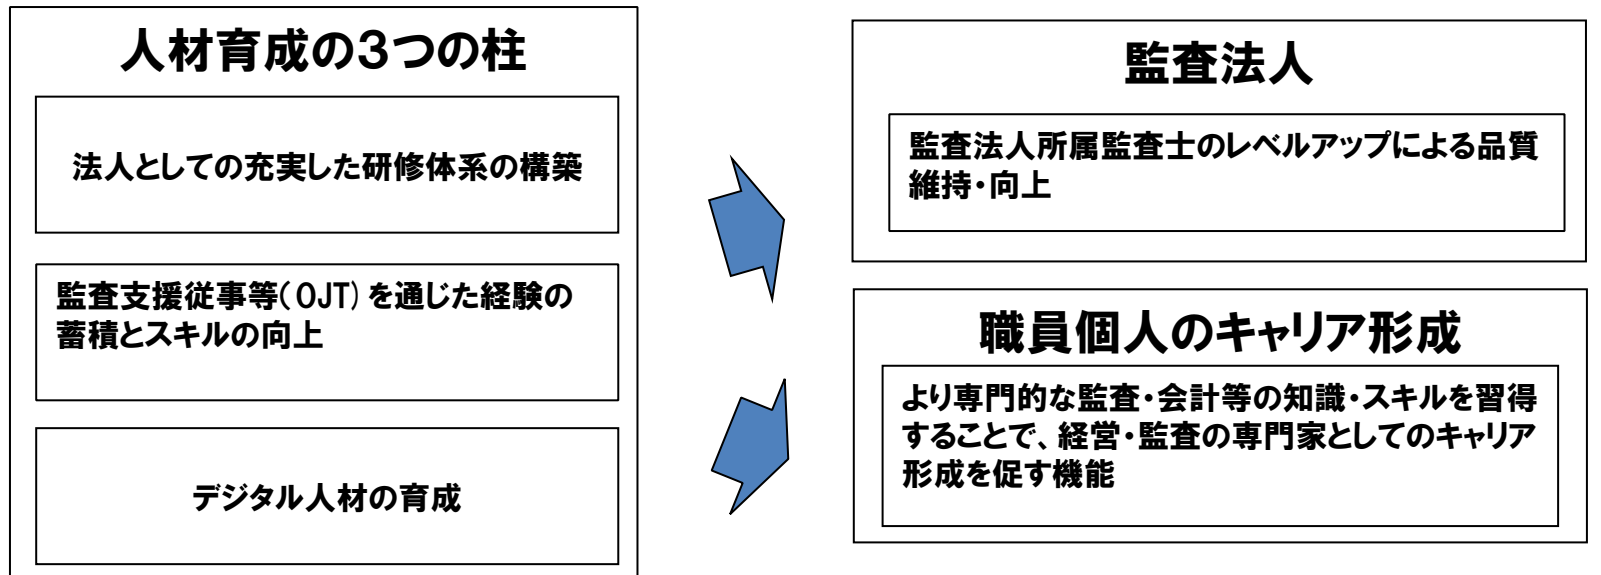 人材育成の3つの柱
法人としての充実した研修体系の構築
監査支援従事等(OJT)を通じた経験の
蓄積とスキルの向上
デジタル人材の育成
監査法人
監査法人所属監査士のレベルアップによる品質
維持・向上
職員個人のキャリア形成
より専門的な監査・会計等の知識・スキルを習得
することで、経営・監査の専門家としてのキャリア
形成を促す機能